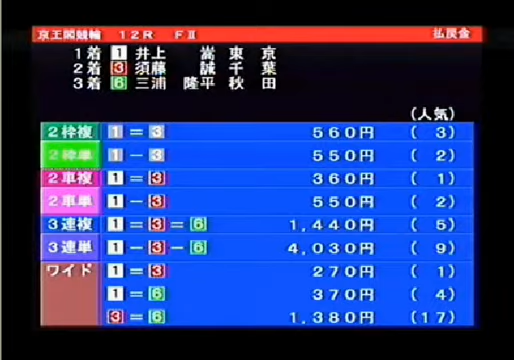 京王閣競輪 12R FⅡ 払戻金
1着 1 井上 嵩 東京
2着 3 須藤 誠 千葉
3着 6 三浦 隆平 秋田
(人気)
2枠複 1=3 560円 (3)
2枠単 1-3 550円 (2)
2車複 1=3 360円 (1)
2車単 1-3 550円 (2)
3連複 1=3=6 1,440円 (5)
3連単 1-3-6 4,030円 (9)
ワイド 1=3 270円 (1)
1=6 370円 (4)
3=6 1,380円 (17)